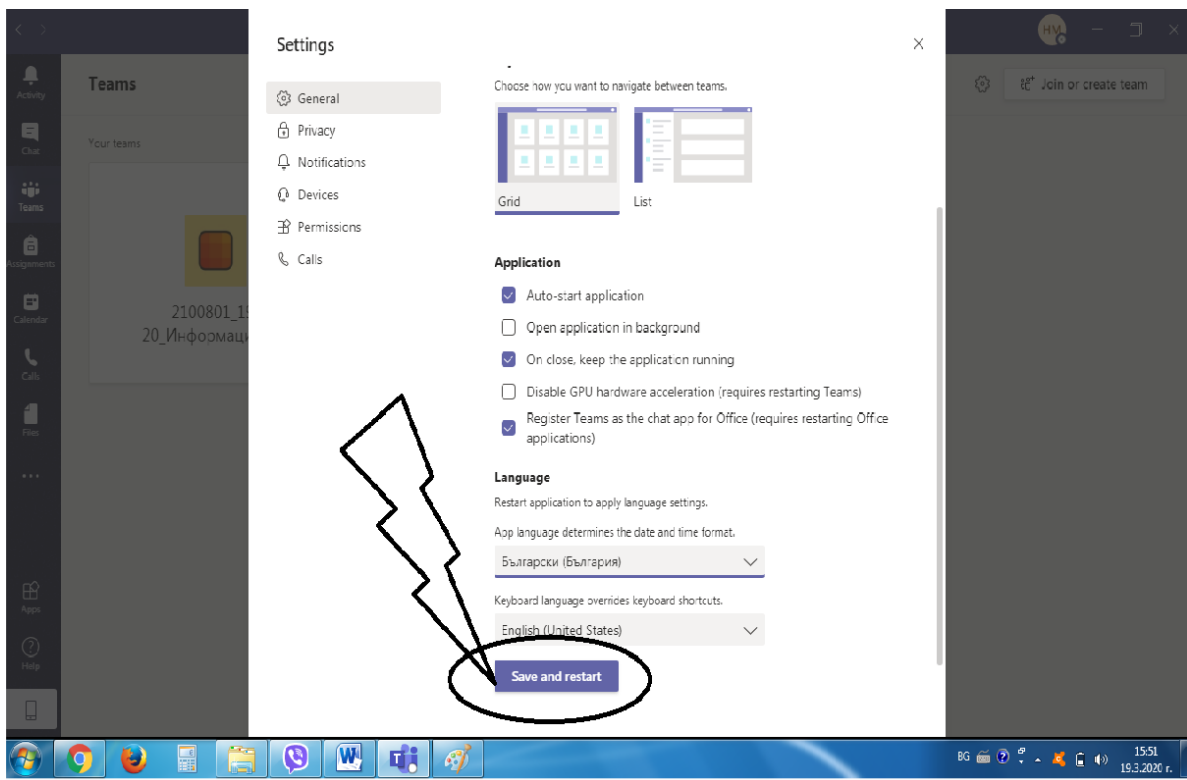 HM
Settings
Activity
Teams
Join or create team
Choose how you want to navigate between teams.
General
Chat
Privacy
Your teams
Notifications
Teams
Devices
Grid
List
Permissions
Assignments
Calls
Application
Auto-start application
Calendar
2100801_15
Open application in background
20_Информаци
On close, keep the application running
Calls
Disable GPU hardware acceleration (requires restarting Teams)
Register Teams as the chat app for Office (requires restarting Office
applications)
Files
Language
Restart application to apply language settings.
App language determines the date and time format.
Български (България)
Apps
Keyboard language overrides keyboard shortcuts.
English (United States)
Help
Save and restart
BG
15:51
19.3.2020 г.